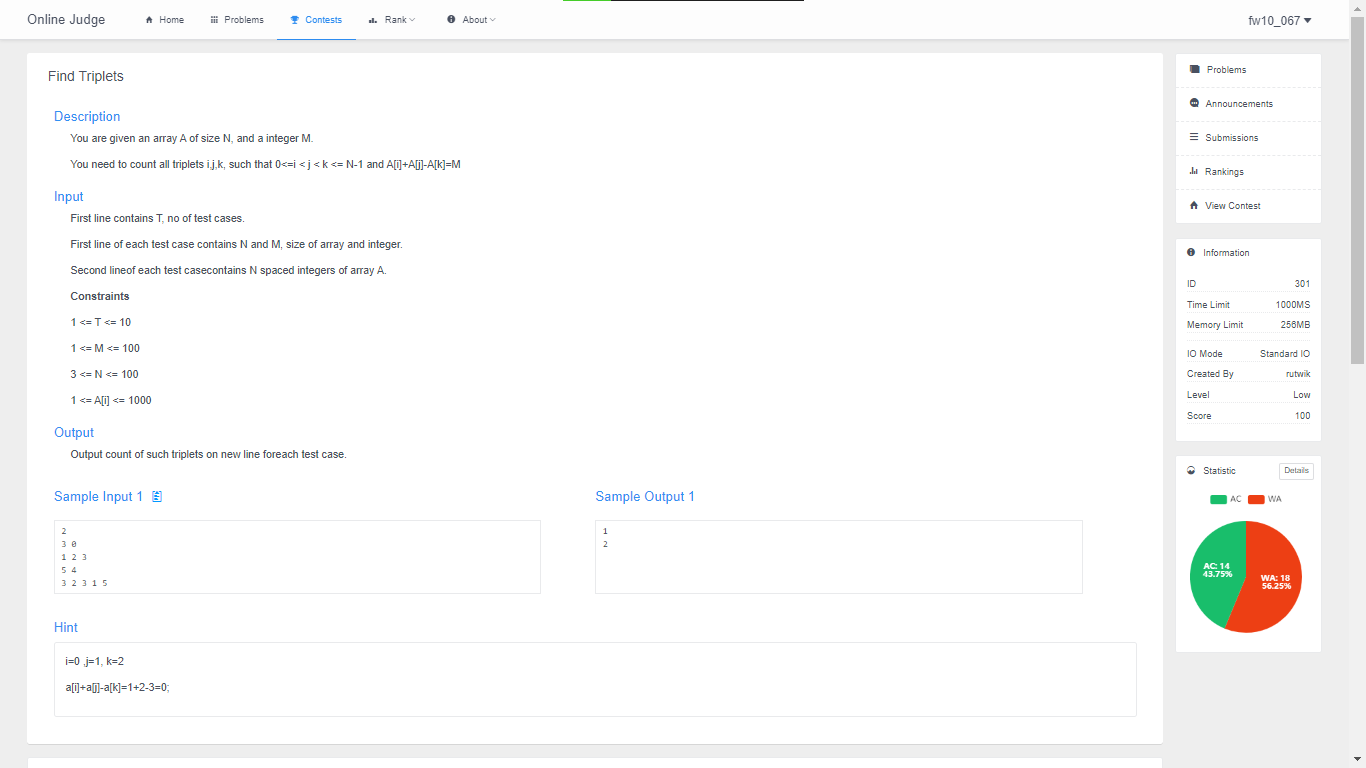 Online Judge
Home
Problems
Contests
Rank
About
fw10_067
Find Triplets
Description
You are given an array A of size N, and a integer M.
You need to count all triplets i,j,k, such that 0<=i < j < k <= N-1 and A[i]+A[j]-A[k]=M
Input
First line contains T, no of test cases.
First line of each test case contains N and M, size of array and integer.
Second lineof each test casecontains N spaced integers of array A.
Constraints
1 <= T <= 10
1 <= M <= 100
3 <= N <= 100
1 <= A[i] <= 1000
Output
Output count of such triplets on new line foreach test case.
Sample Input 1
2
3 0
1 2 3
5 4
3 2 3 1 5
Sample Output 1
1
2
Hint
i=0 ,j=1, k=2
a[i]+a[j]-a[k]=1+2-3=0;
Problems
Announcements
Submissions
Rankings
View Contest
Information
ID 301
Time Limit 1000MS
Memory Limit 256MB
IO Mode Standard IO
Created By rutwik
Level Low
Score 100
Statistic Details
AC WA
AC: 14
43.75%
WA: 18
56.25%